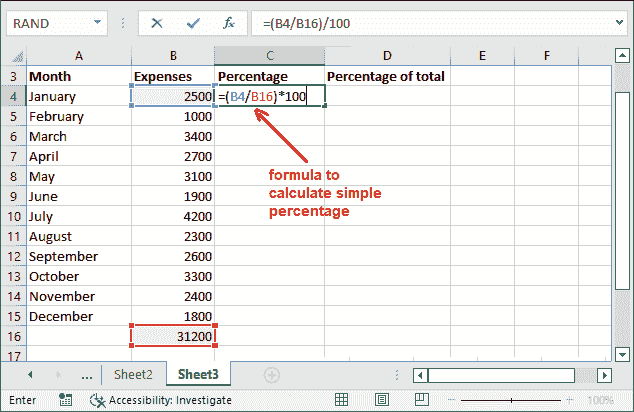 RAND =(B4/B16)/100
A B C D E F
3 Month Expenses Percentage Percentage of total
4 January 2500 =(B4/B16)*100
5 February 1000
6 March 3400
7 April 2700
8 May 3100
9 June 1900
10 July 4200
11 August 2300
12 September 2600
13 October 3300
14 November 2400
15 December 1800
16 31200
17
formula to
calculate simple
percentage
... Sheet2 Sheet3
Enter Accessibility: Investigate 100%